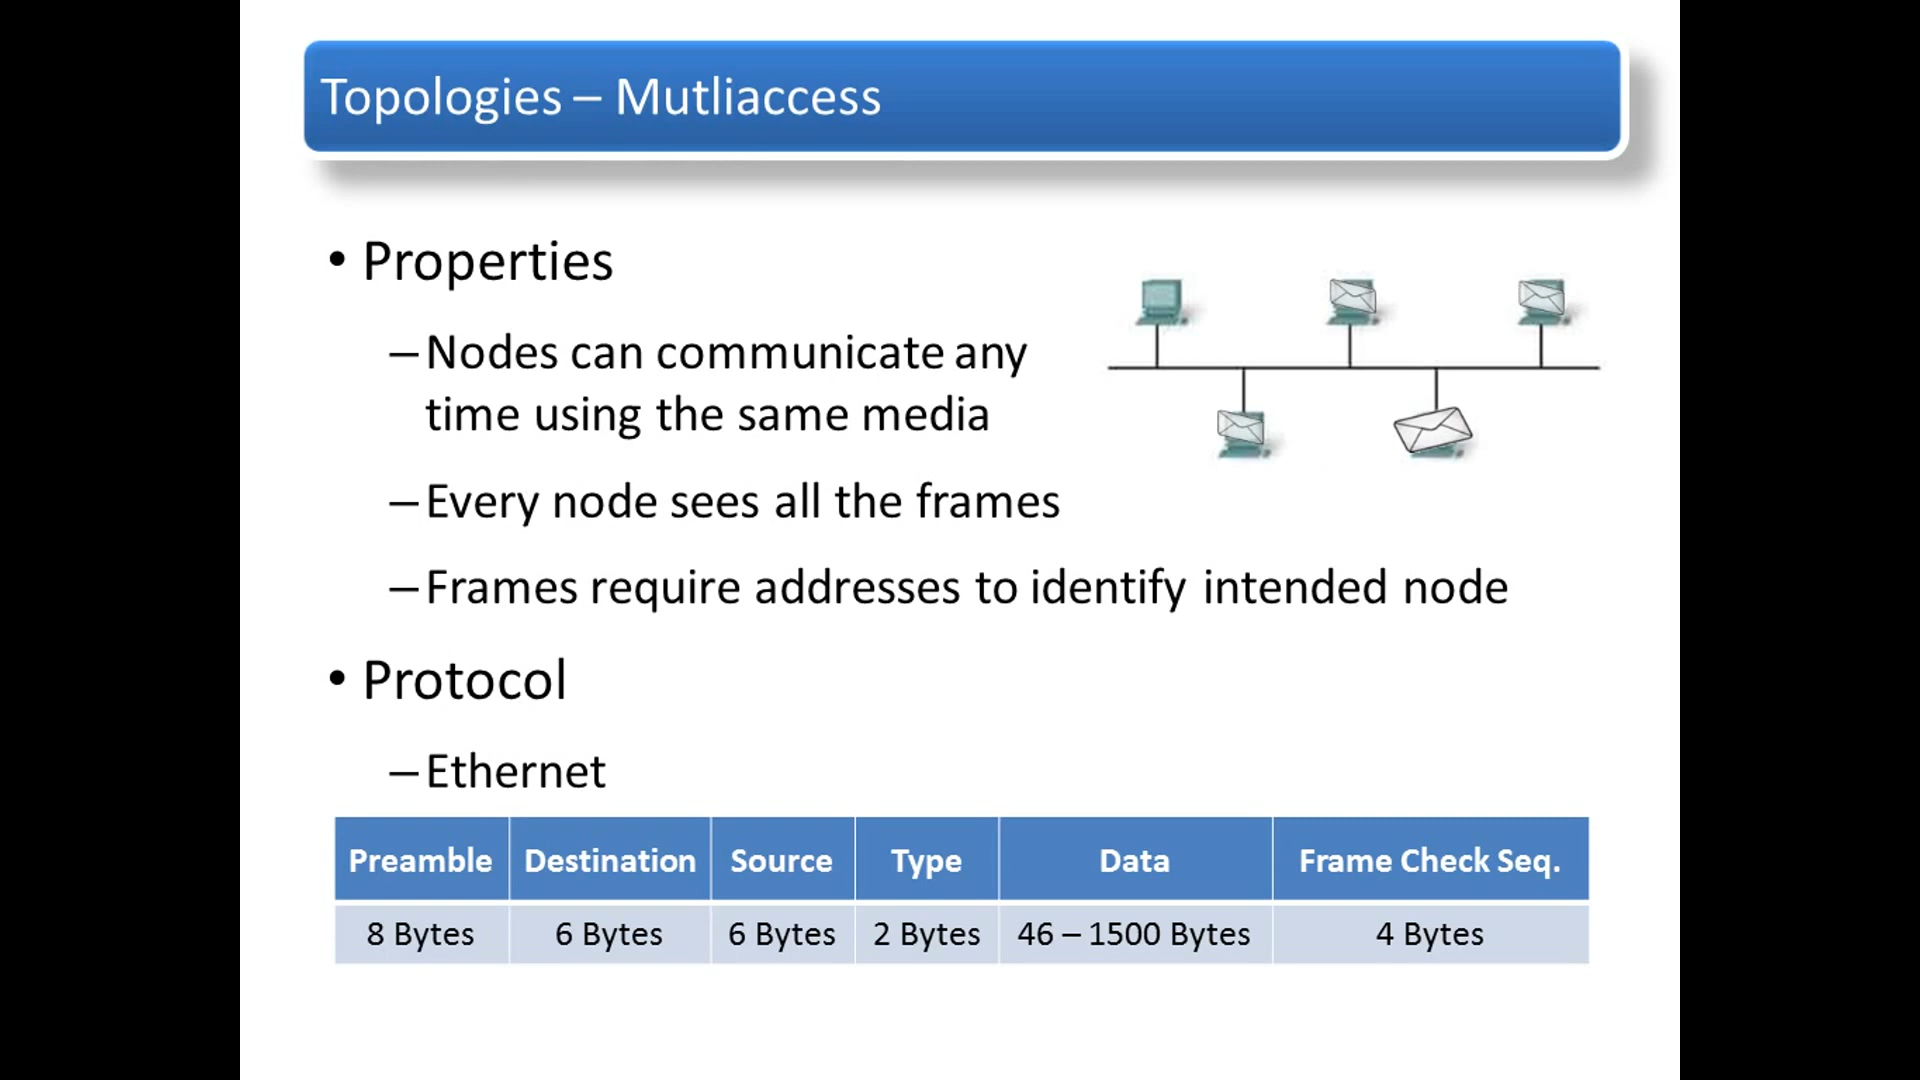 Topologies – Mutliaccess
• Properties
–Nodes can communicate any
time using the same media
–Every node sees all the frames
–Frames require addresses to identify intended node
• Protocol
–Ethernet
Preamble Destination Source Type Data Frame Check Seq.
8 Bytes 6 Bytes 6 Bytes 2 Bytes 46 – 1500 Bytes 4 Bytes